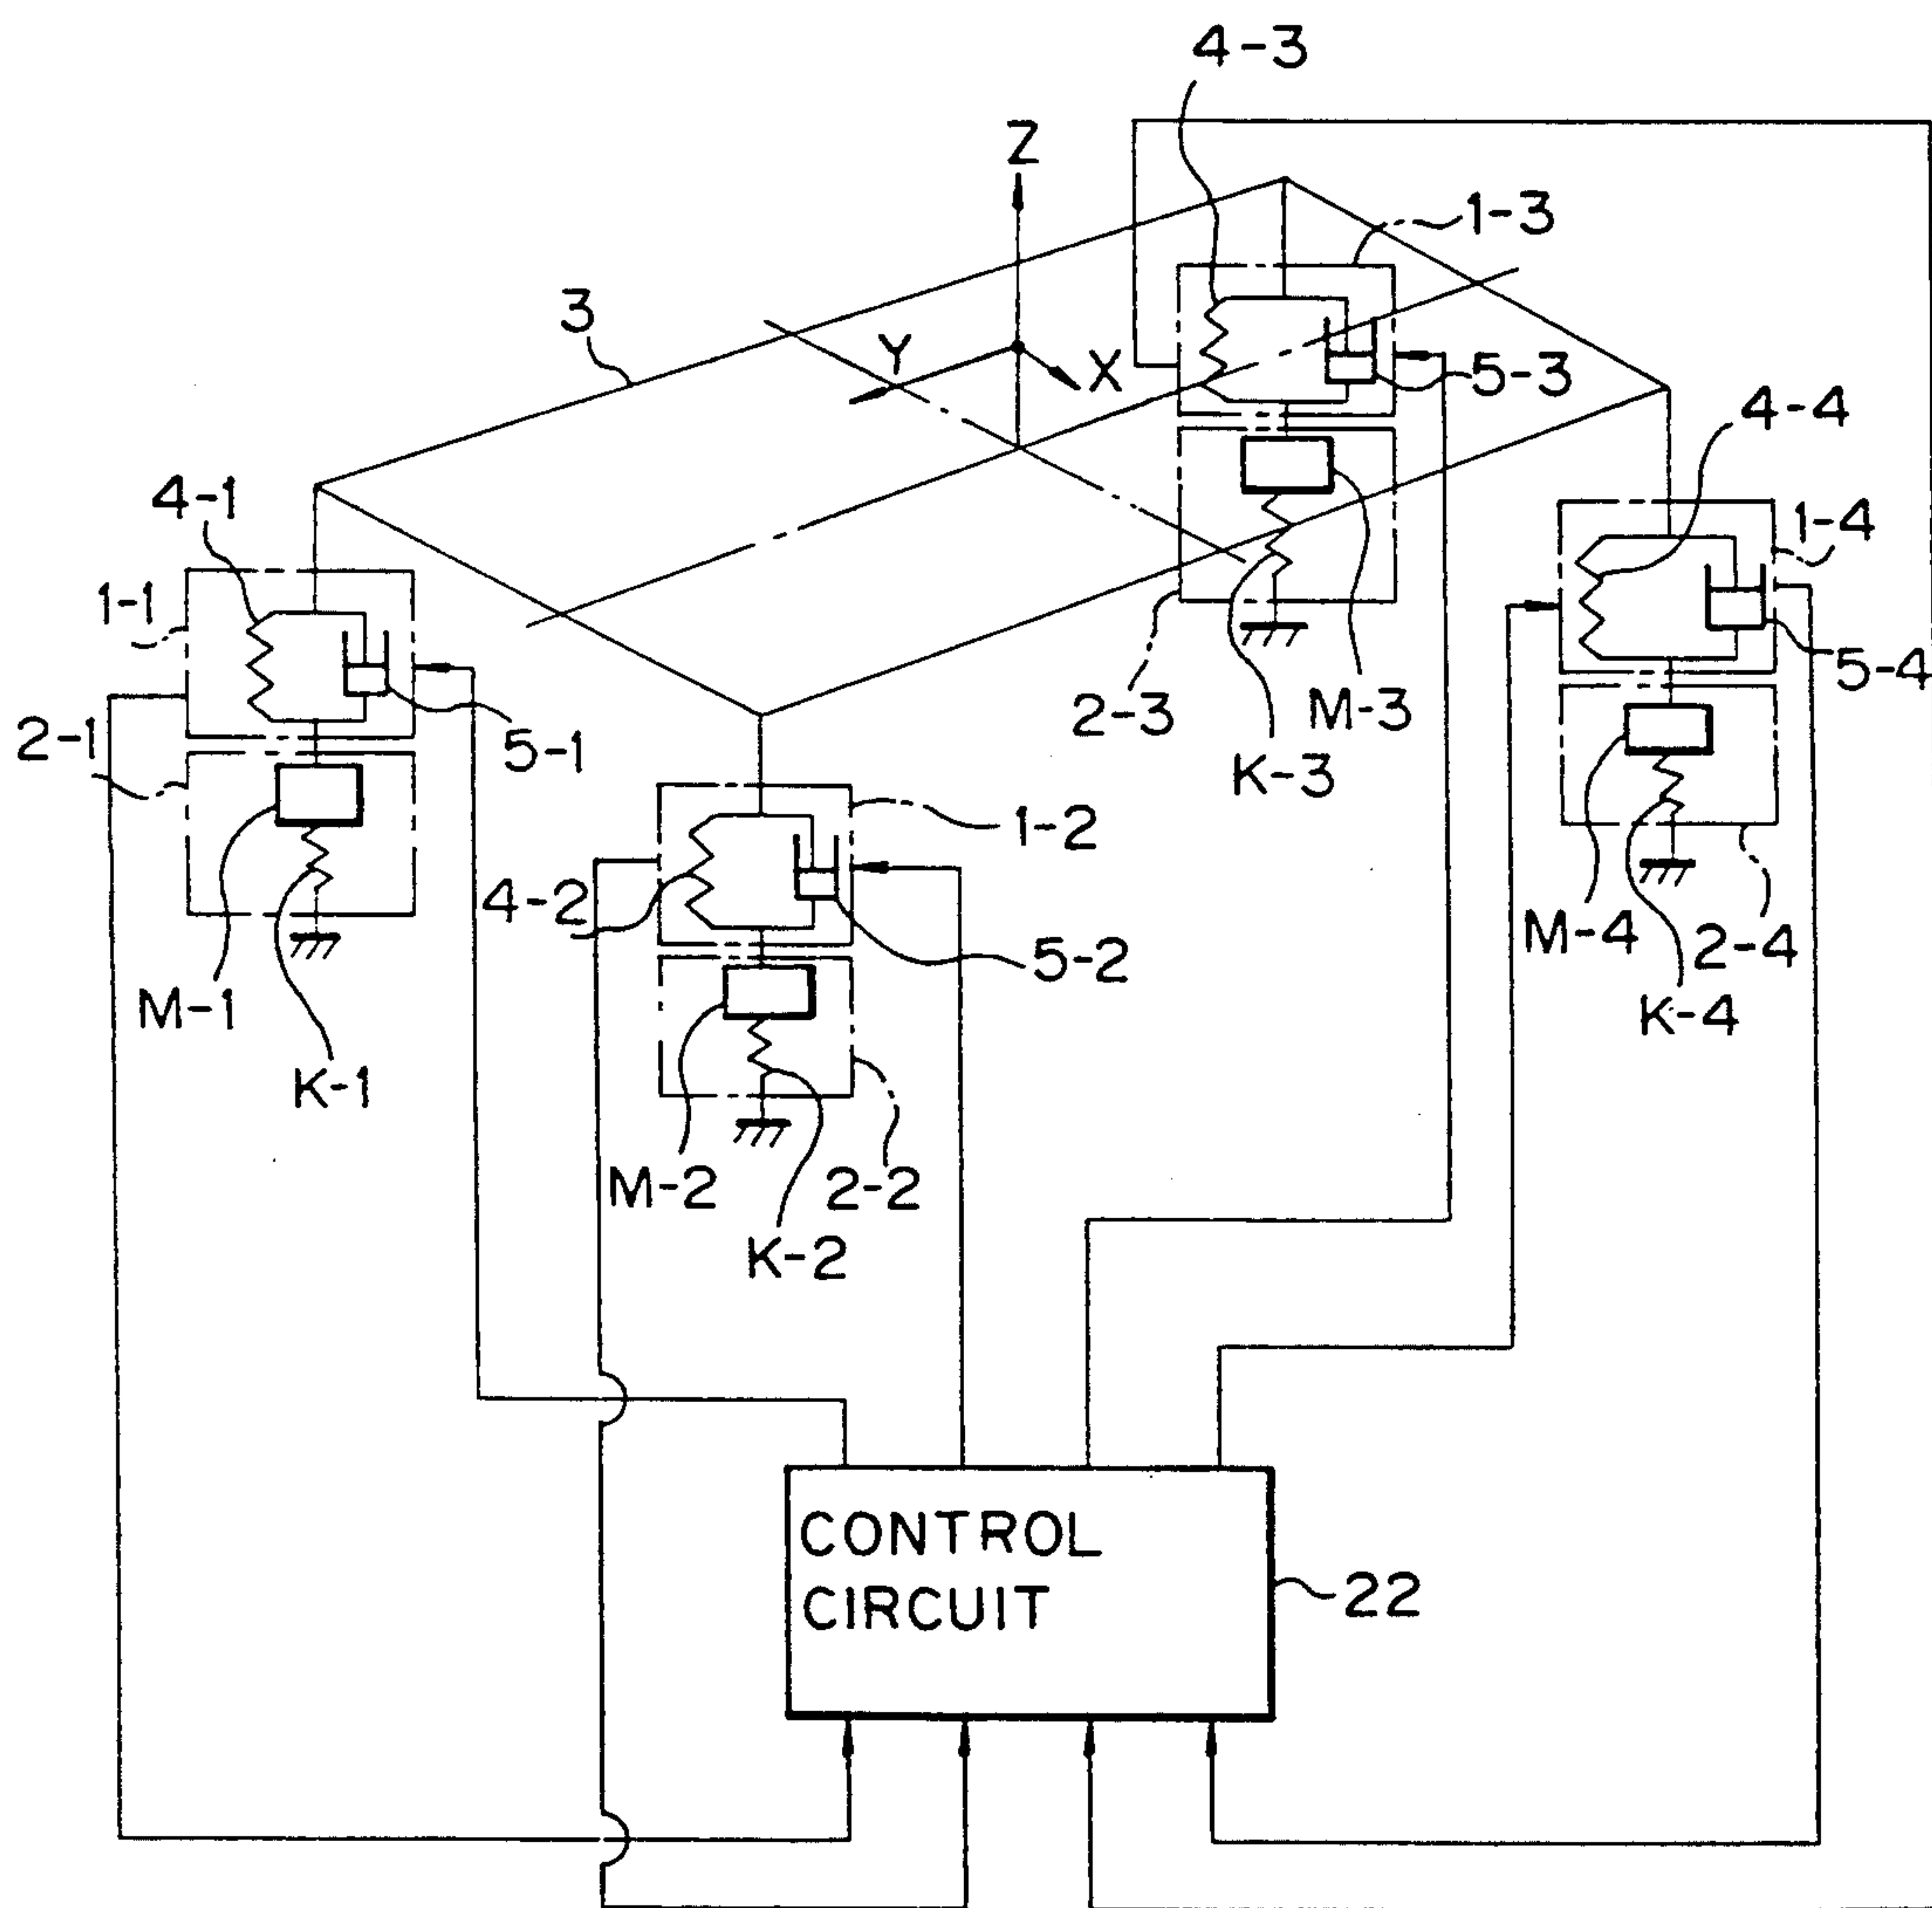 4-3
Z
1-3
3
Y
X
5-3
4-4
4-1
1-4
1-1
5-4
2-1
5-1
2-3
M-3
K-3
1-2
4-2
M-4
2-4
5-2
M-1
K-4
K-1
M-2
2-2
K-2
CONTROL
CIRCUIT
22